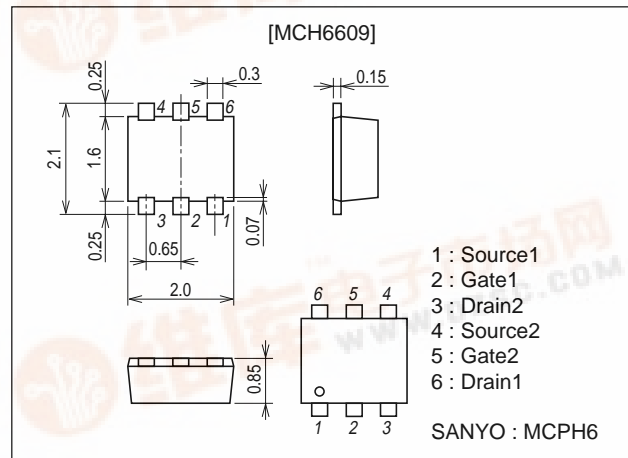 [MCH6609]
0.25
0.3
0.15
4 5 6
2.1
1.6
3 2 1
0.25
0.07
0.65
2.0
1 : Source1
2 : Gate1
3 : Drain2
4 : Source2
5 : Gate2
6 : Drain1
6 5 4
0.85
1 2 3
SANYO : MCPH6